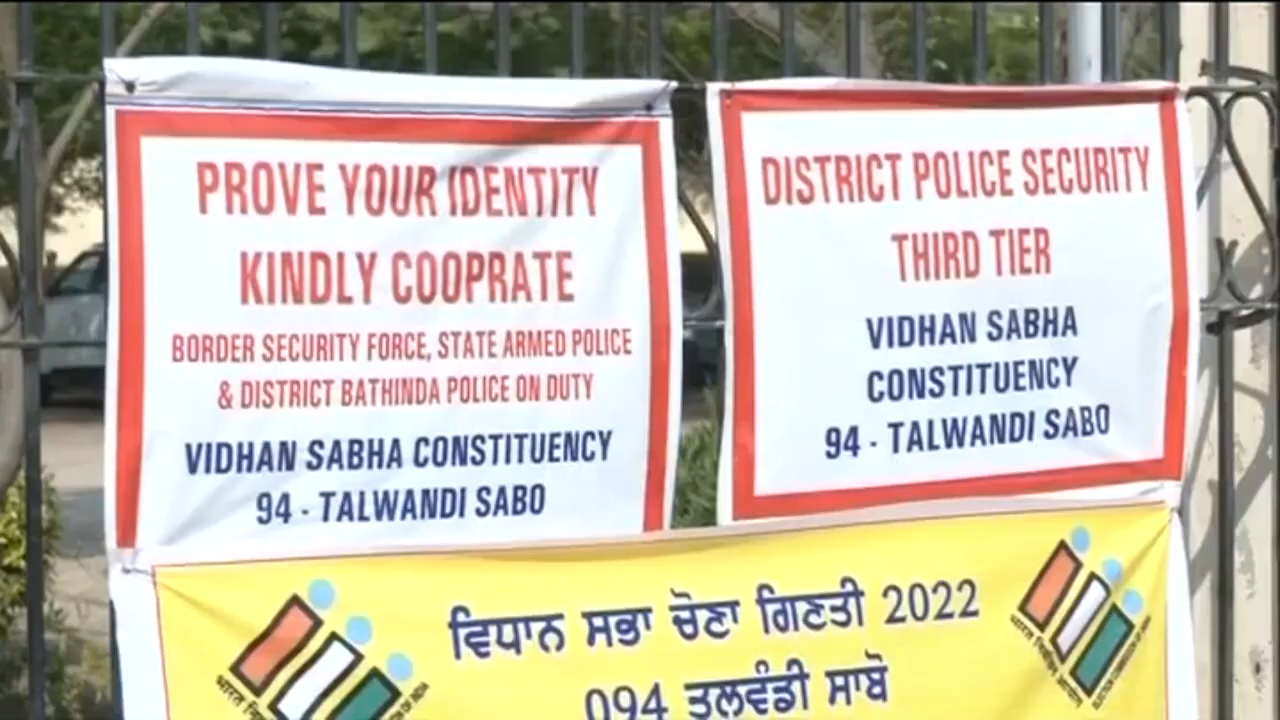 PROVE YOUR IDENTITY
KINDLY COOPRATE
BORDER SECURITY FORCE, STATE ARMED POLICE
& DISTRICT BATHINDA POLICE ON DUTY
VIDHAN SABHA CONSTITUENCY
94 - TALWANDI SABO
DISTRICT POLICE SECURITY
THIRD TIER
VIDHAN SABHA
CONSTITUENCY
94 - TALWANDI SABO
ਵਿਧਾਨ ਸਭਾ ਚੋਣਾ ਗਿਣਤੀ 2022
094 ਤਲਵੰਡੀ ਸਾਬੋ
भारत
भारत